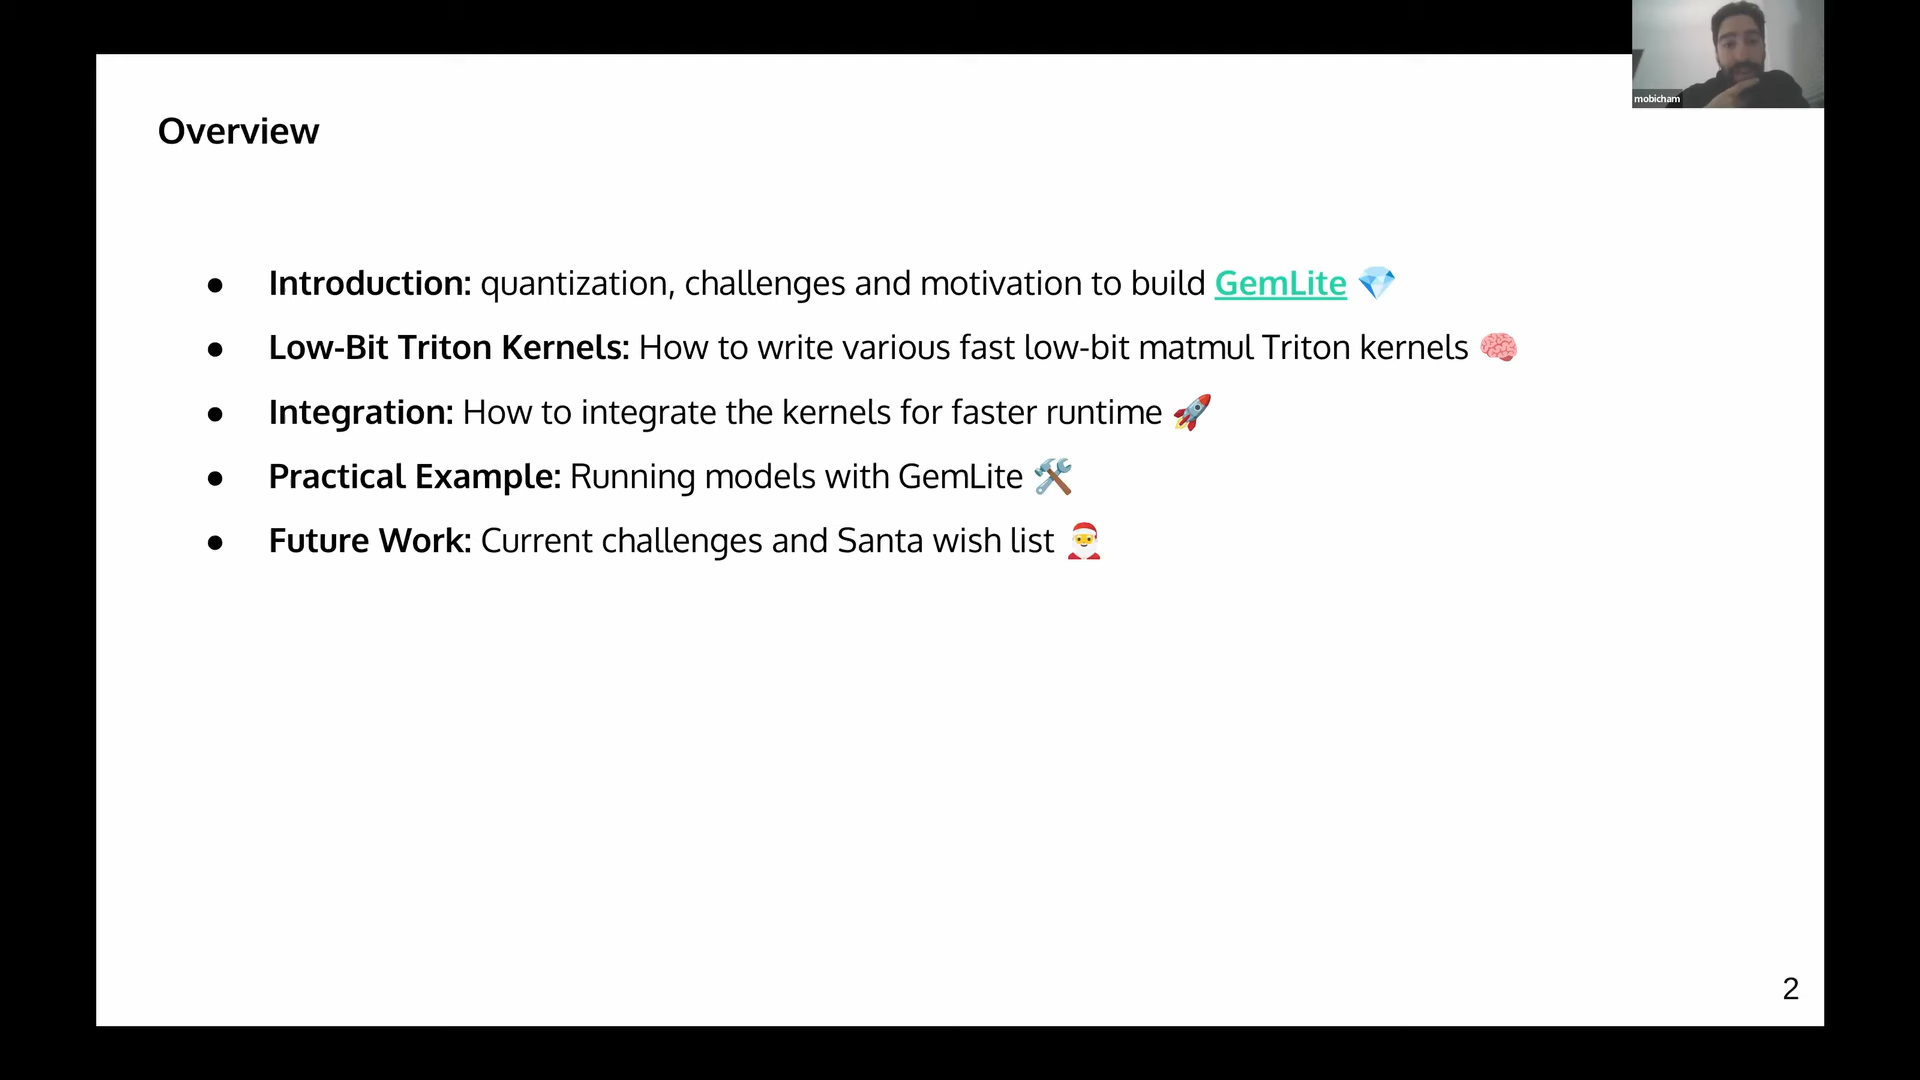 mobicham
Overview
● Introduction: quantization, challenges and motivation to build GemLite 💎
● Low-Bit Triton Kernels: How to write various fast low-bit matmul Triton kernels 🧠
● Integration: How to integrate the kernels for faster runtime 🚀
● Practical Example: Running models with GemLite 🛠️
● Future Work: Current challenges and Santa wish list 🎅
2